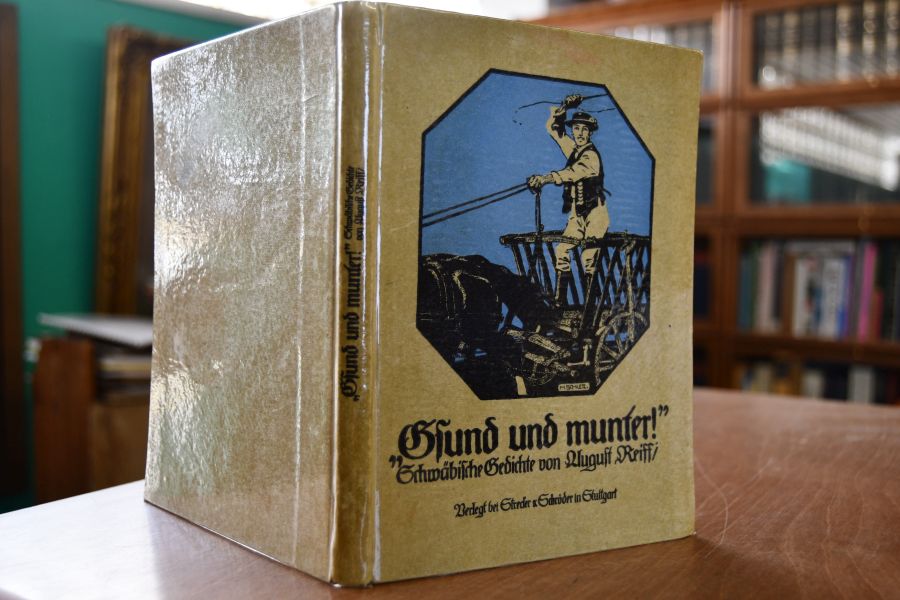 "Gsund und munter!"
Schwäbische Gedichte von August Reiff/
Verlegt bei Strecker & Schröder in Stuttgart
"Gsund und munter!" Schwäbische Gedichte
von August Reiff/